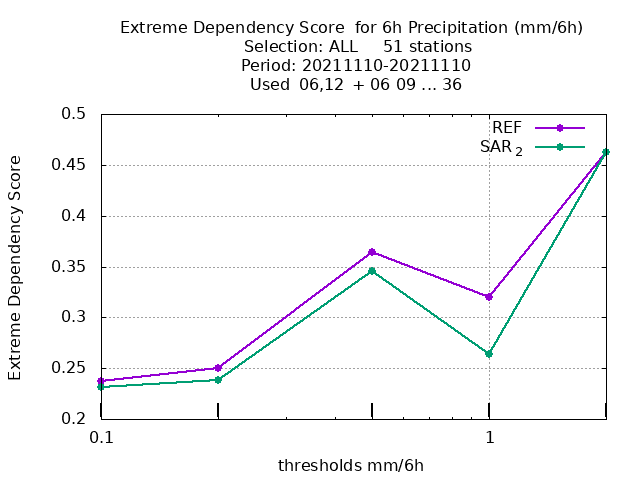 Extreme Dependency Score  for 6h Precipitation (mm/6h)
Selection: ALL     51 stations
Period: 20211110-20211110
Used  06,12  + 06 09 ... 36
REF
SAR 2
0.5
0.45
0.4
0.35
0.3
0.25
0.2
Extreme Dependency Score
0.1
1
thresholds mm/6h